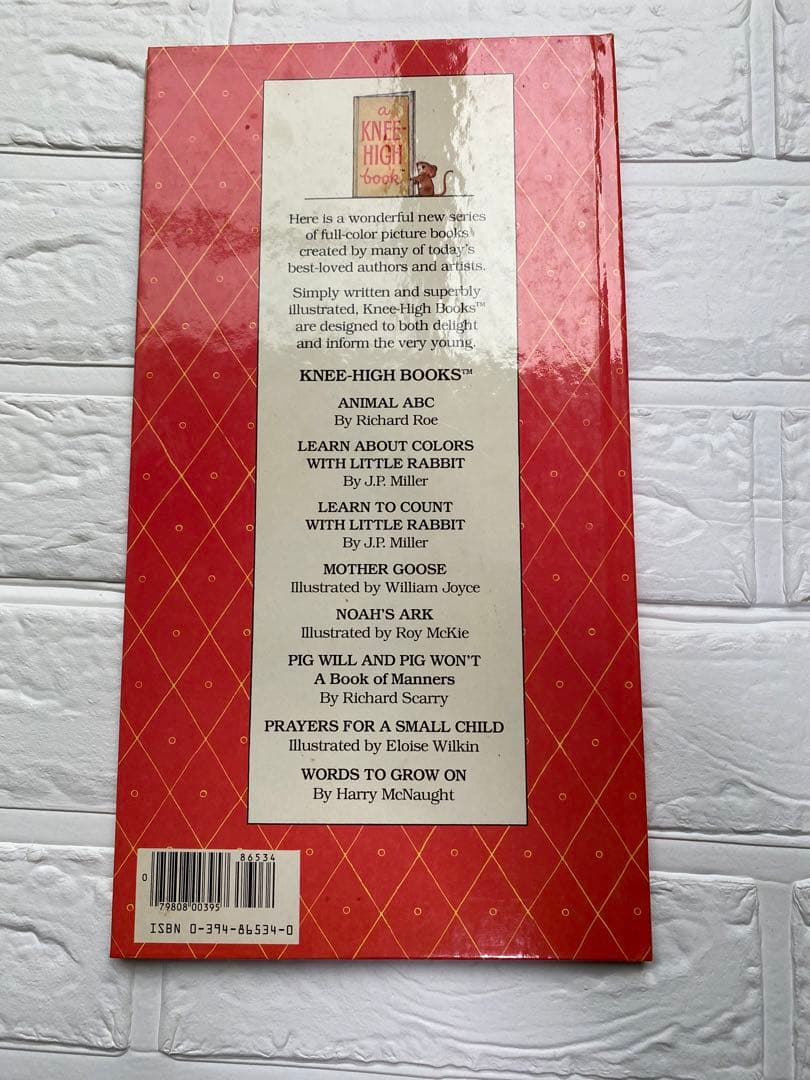 a
KNEE-
HIGH
book™
Here is a wonderful new series
of full-color picture books
created by many of today's
best-loved authors and artists.
Simply written and superbly
illustrated, Knee-High Books™
are designed to both delight
and inform the very young.
KNEE-HIGH BOOKS™
ANIMAL ABC
By Richard Roe
LEARN ABOUT COLORS
WITH LITTLE RABBIT
By J.P. Miller
LEARN TO COUNT
WITH LITTLE RABBIT
By J.P. Miller
MOTHER GOOSE
Illustrated by William Joyce
NOAH'S ARK
Illustrated by Roy McKie
PIG WILL AND PIG WON'T
A Book of Manners
By Richard Scarry
PRAYERS FOR A SMALL CHILD
Illustrated by Eloise Wilkin
WORDS TO GROW ON
By Harry McNaught
86534
0
79808 00395
ISBN 0-394-86534-0